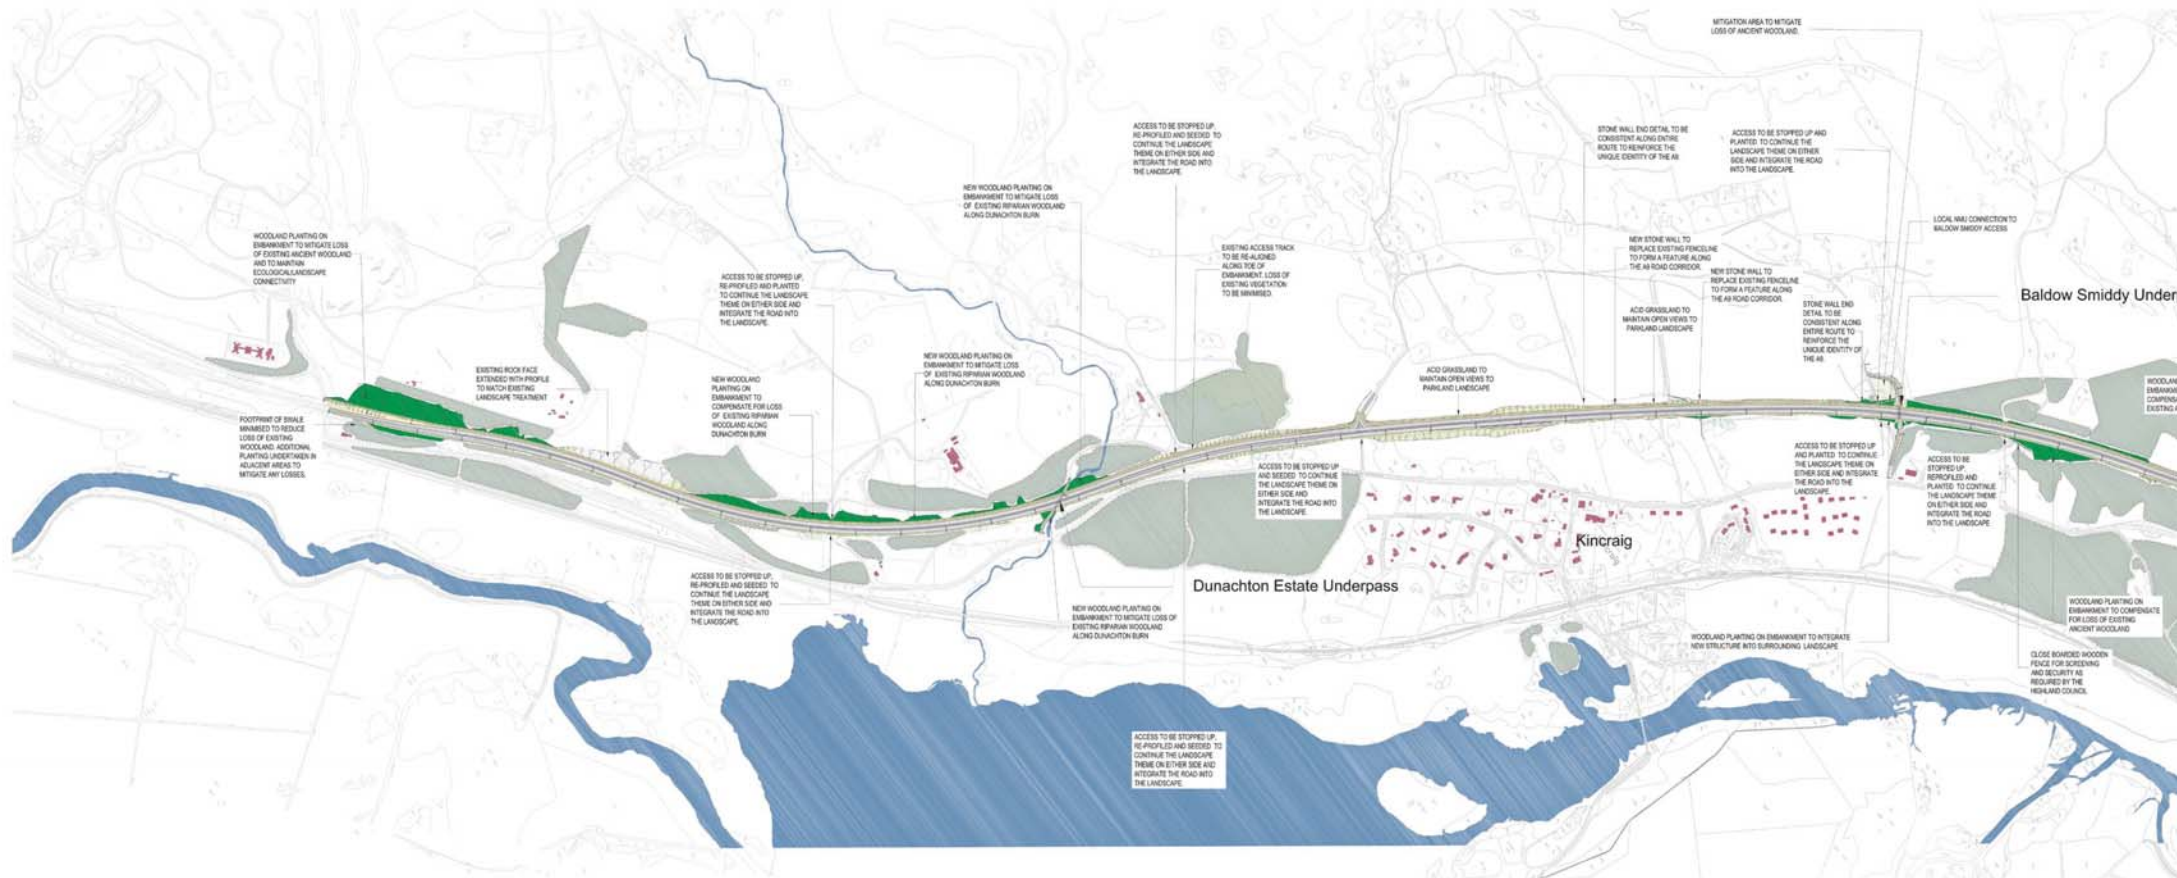 MITIGATION AREA TO MITIGATE
LOSS OF ANCIENT WOODLAND.
ACCESS TO BE STOPPED UP,
RE-PROFILED AND SEEDED TO
CONTINUE THE LANDSCAPE
THEME ON EITHER SIDE AND
INTEGRATE THE ROAD INTO
THE LANDSCAPE.
STONE WALL END DETAIL TO BE
CONSISTENT ALONG ENTIRE
ROUTE TO REINFORCE THE
UNIQUE IDENTITY OF THE A9
ACCESS TO BE STOPPED UP AND
PLANTED TO CONTINUE THE
LANDSCAPE THEME ON EITHER
SIDE AND INTEGRATE THE ROAD
INTO THE LANDSCAPE.
NEW WOODLAND PLANTING ON
EMBANKMENT TO MITIGATE LOSS
OF EXISTING RIPARIAN WOODLAND
ALONG DUNACHTON BURN
LOCAL NMU CONNECTION TO
BALDOW SMIDDY ACCESS
WOODLAND PLANTING ON
EMBANKMENT TO MITIGATE LOSS
OF EXISTING ANCIENT WOODLAND
AND TO MAINTAIN
ECOLOGICAL/LANDSCAPE
CONNECTIVITY
EXISTING ACCESS TRACK
TO BE RE-ALIGNED
ALONG TOE OF
EMBANKMENT. LOSS OF
EXISTING VEGETATION
TO BE MINIMISED.
NEW STONE WALL TO
REPLACE EXISTING FENCELINE
TO FORM A FEATURE ALONG
THE A9 ROAD CORRIDOR.
NEW STONE WALL TO
REPLACE EXISTING FENCELINE
TO FORM A FEATURE ALONG
THE A9 ROAD CORRIDOR.
ACCESS TO BE STOPPED UP,
RE-PROFILED AND PLANTED
TO CONTINUE THE LANDSCAPE
THEME ON EITHER SIDE AND
INTEGRATE THE ROAD INTO
THE LANDSCAPE.
Baldow Smiddy Under
STONE WALL END
DETAIL TO BE
CONSISTENT ALONG
ENTIRE ROUTE TO
REINFORCE THE
UNIQUE IDENTITY OF
THE A9.
ACID GRASSLAND TO
MAINTAIN OPEN VIEWS TO
PARKLAND LANDSCAPE
NEW WOODLAND PLANTING ON
EMBANKMENT TO MITIGATE LOSS
OF EXISTING RIPARIAN WOODLAND
ALONG DUNACHTON BURN
EXISTING ROCK FACE
EXTENDED WITH PROFILE
TO MATCH EXISTING
LANDSCAPE TREATMENT
ACID GRASSLAND TO
MAINTAIN OPEN VIEWS TO
PARKLAND LANDSCAPE
NEW WOODLAND
PLANTING ON
EMBANKMENT TO
COMPENSATE FOR LOSS
OF EXISTING RIPARIAN
WOODLAND ALONG
DUNACHTON BURN
WOODLAN
EMBANKM
COMPENSA
EXISTING A
FOOTPRINT OF SWALE
MINIMISED TO REDUCE
LOSS OF EXISTING
WOODLAND. ADDITIONAL
PLANTING UNDERTAKEN IN
ADJACENT AREAS TO
MITIGATE ANY LOSSES.
ACCESS TO BE STOPPED UP
AND PLANTED TO CONTINUE
THE LANDSCAPE THEME ON
EITHER SIDE AND INTEGRATE
THE ROAD INTO THE
LANDSCAPE.
ACCESS TO BE
STOPPED UP,
REPROFILED AND
PLANTED TO CONTINUE
THE LANDSCAPE THEME
ON EITHER SIDE AND
INTEGRATE THE ROAD
INTO THE LANDSCAPE
ACCESS TO BE STOPPED UP
AND SEEDED TO CONTINUE
THE LANDSCAPE THEME ON
EITHER SIDE AND
INTEGRATE THE ROAD INTO
THE LANDSCAPE.
Kincraig
Dunachton Estate Underpass
ACCESS TO BE STOPPED UP,
RE-PROFILED AND SEEDED TO
CONTINUE THE LANDSCAPE
THEME ON EITHER SIDE AND
INTEGRATE THE ROAD INTO
THE LANDSCAPE.
NEW WOODLAND PLANTING ON
EMBANKMENT TO MITIGATE LOSS OF
EXISTING RIPARIAN WOODLAND
ALONG DUNACHTON BURN
WOODLAND PLANTING ON
EMBANKMENT TO COMPENSATE
FOR LOSS OF EXISTING
ANCIENT WOODLAND
WOODLAND PLANTING ON EMBANKMENT TO INTEGRATE
NEW STRUCTURE INTO SURROUNDING LANDSCAPE
CLOSE BOARDED WOODEN
FENCE FOR SCREENING
AND SECURITY AS
REQUIRED BY THE
HIGHLAND COUNCIL
ACCESS TO BE STOPPED UP,
RE-PROFILED AND SEEDED TO
CONTINUE THE LANDSCAPE
THEME ON EITHER SIDE AND
INTEGRATE THE ROAD INTO
THE LANDSCAPE.